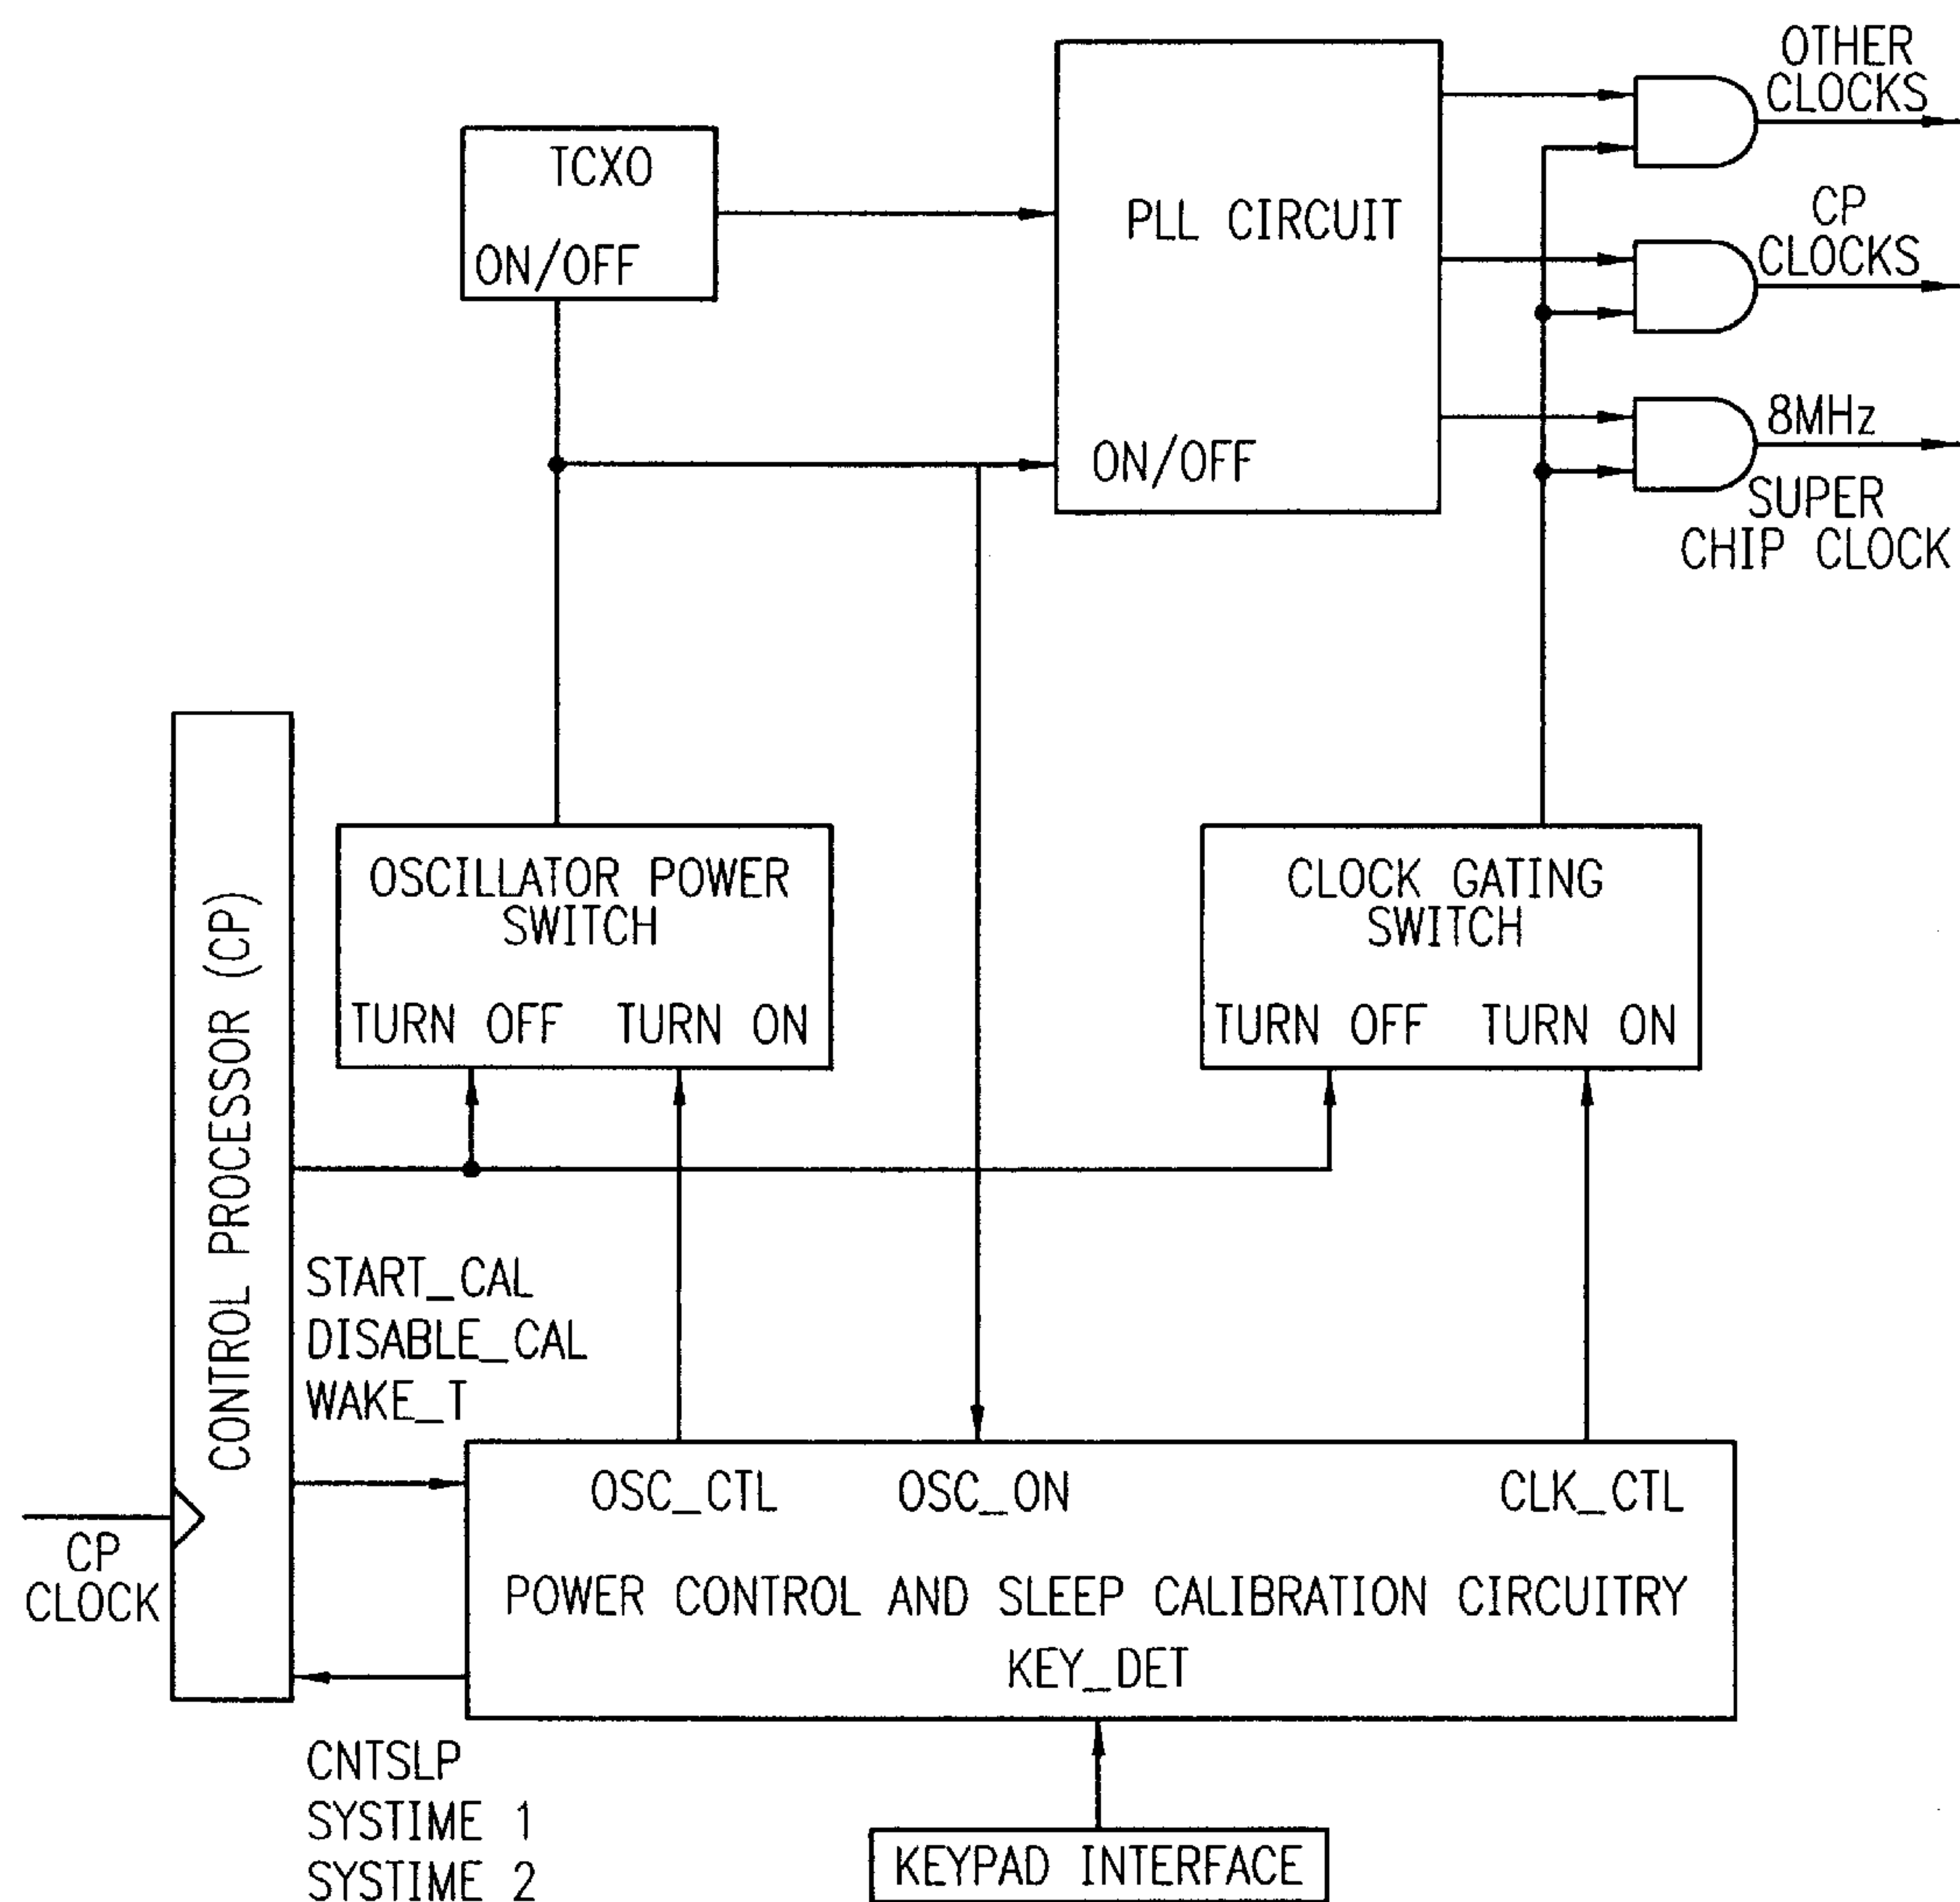 OTHER
CLOCKS
TCXO
ON/OFF
PLL CIRCUIT
ON/OFF
CP
CLOCKS
8MHz
SUPER
CHIP CLOCK
CONTROL PROCESSOR (CP)
OSCILLATOR POWER
SWITCH
TURN OFF TURN ON
CLOCK GATING
SWITCH
TURN OFF TURN ON
START_CAL
DISABLE_CAL
WAKE_T
CP
CLOCK
OSC_CTL OSC_ON CLK_CTL
POWER CONTROL AND SLEEP CALIBRATION CIRCUITRY
KEY_DET
CNTSLP
SYSTIME 1
SYSTIME 2
KEYPAD INTERFACE